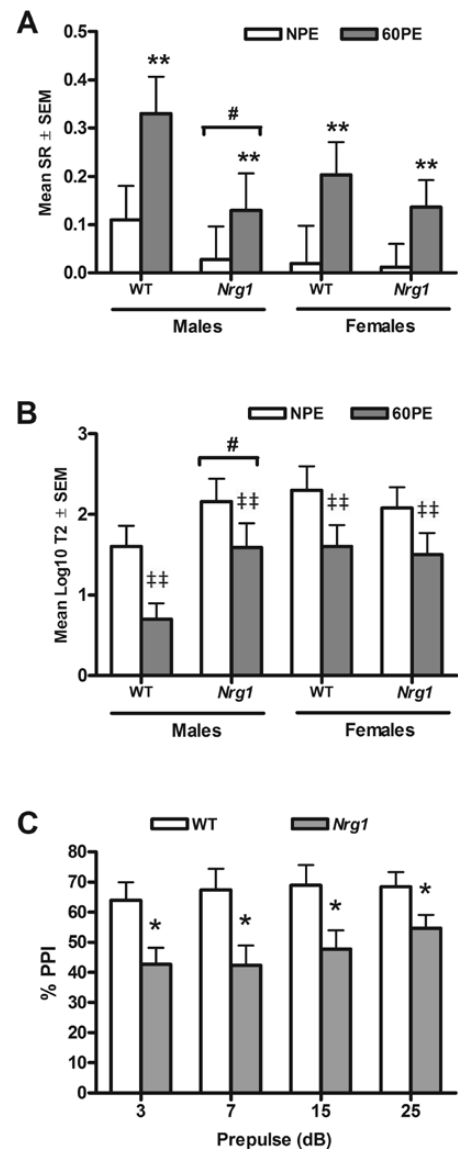 A
NPE 60PE
Mean SR ± SEM
0.5
0.4
0.3
0.2
0.1
0.0
** # ** ** **
WT Nrg1 WT Nrg1
Males Females
B
NPE 60PE
Mean Log10 T2 ± SEM
3
2
1
0
‡‡ # ‡‡ ‡‡ ‡‡
WT Nrg1 WT Nrg1
Males Females
C
WT Nrg1
% PPI
80
70
60
50
40
30
20
10
0
* * * *
3 7 15 25
Prepulse (dB)